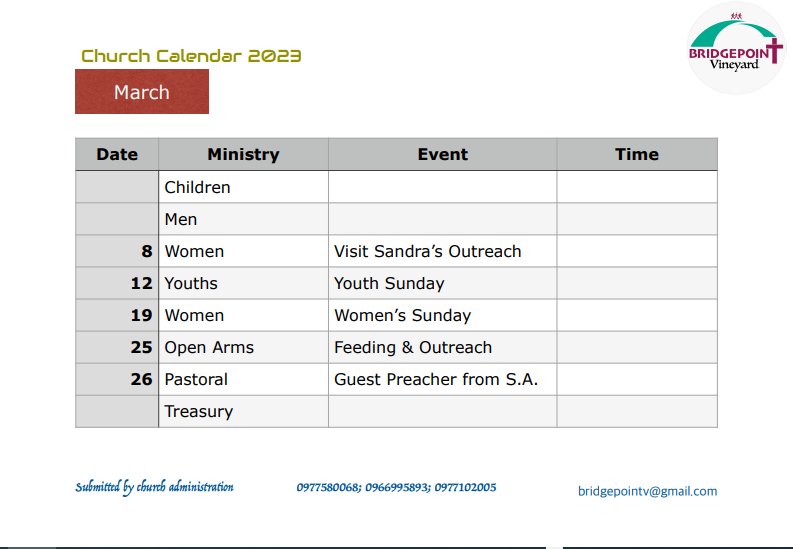 BRIDGEPOINT
Vineyard
Church Calendar 2023
March
Date Ministry Event Time
Children
Men
8 Women Visit Sandra’s Outreach
12 Youths Youth Sunday
19 Women Women’s Sunday
25 Open Arms Feeding & Outreach
26 Pastoral Guest Preacher from S.A.
Treasury
Submitted by church administration 0977580068; 0966995893; 0977102005 bridgepointv@gmail.com